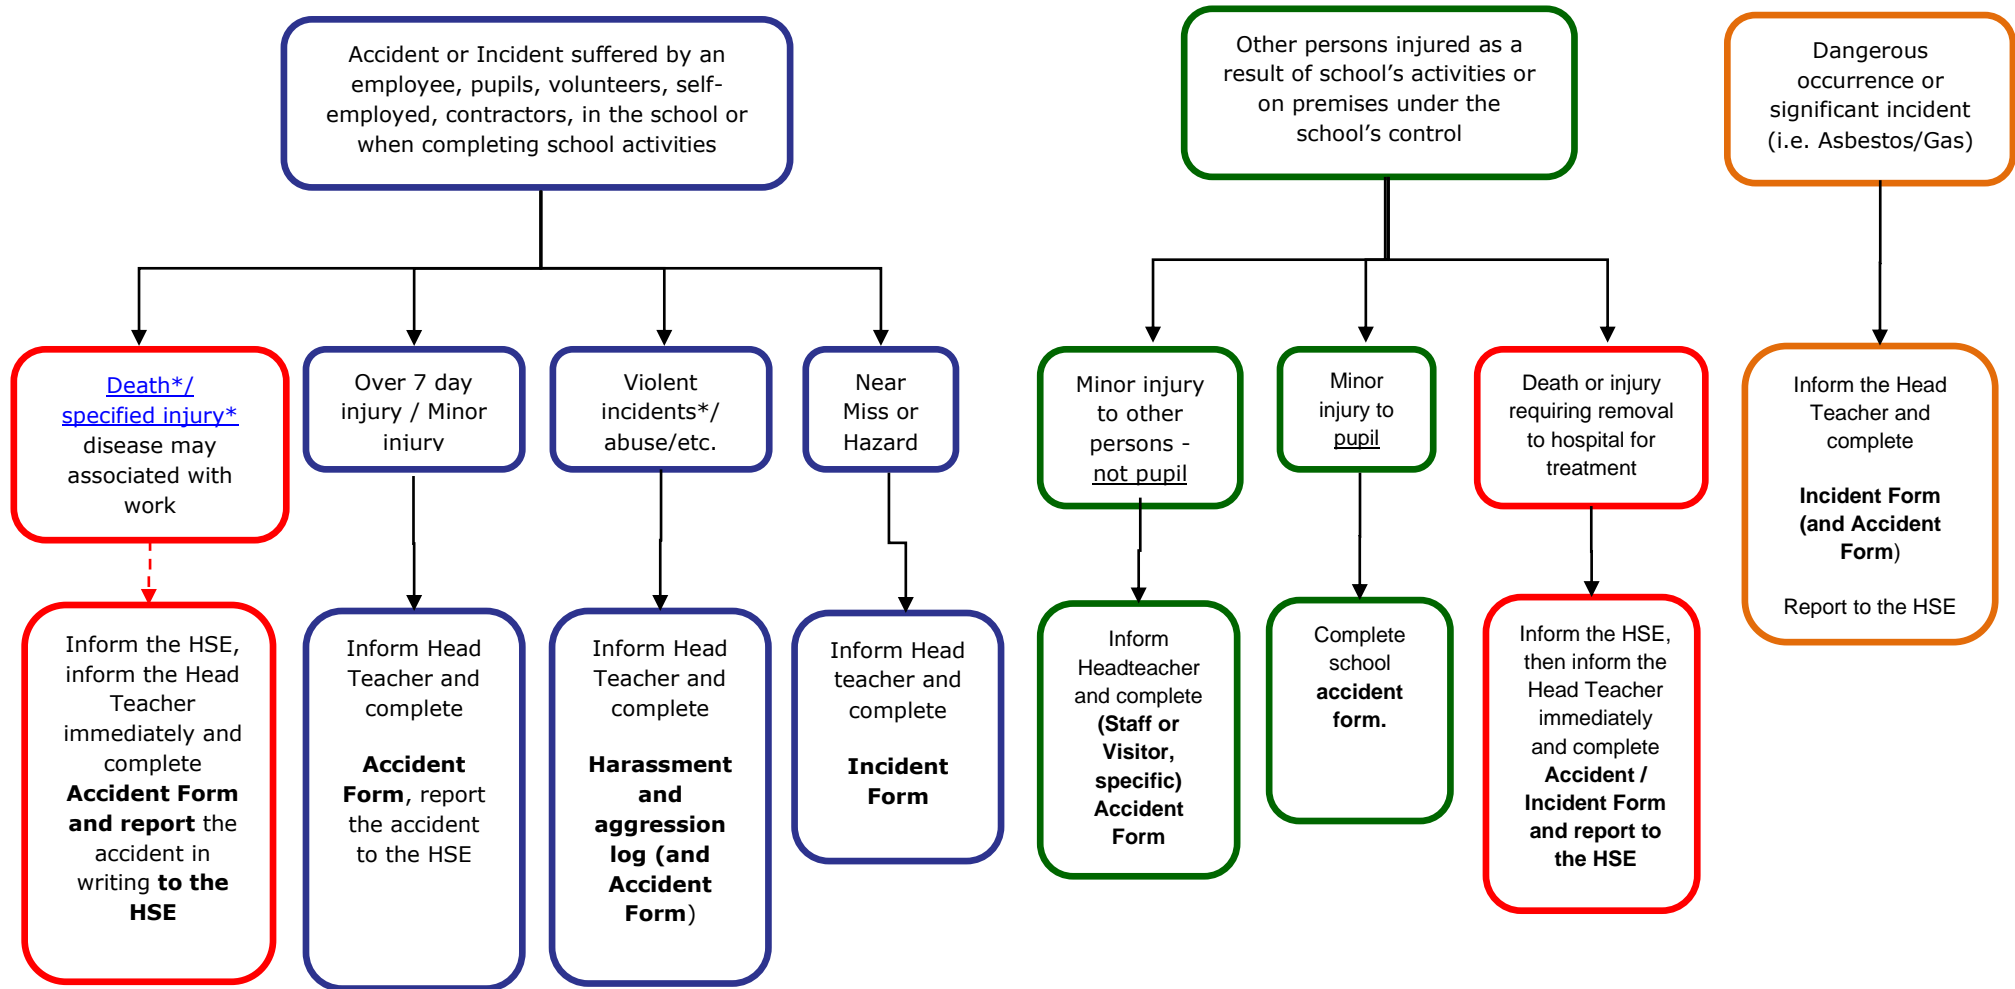 Accident or Incident suffered by an
employee, pupils, volunteers, self-
employed, contractors, in the school or
when completing school activities
Other persons injured as a
result of school's activities or
on premises under the
school's control
Dangerous
occurrence or
significant incident
(i.e. Asbestos/Gas)
Death*/
specified injury*
disease may
associated with
work
Over 7 day
injury / Minor
injury
Violent
incidents*/
abuse/etc.
Near
Miss or
Hazard
Minor injury
to other
persons -
not pupil
Minor
injury to
pupil
Death or injury
requiring removal
to hospital for
treatment
Inform the Head
Teacher and
complete
Incident Form
(and Accident
Form)
Report to the HSE
Inform the HSE,
inform the Head
Teacher
immediately and
complete
Accident Form
and report the
accident in
writing to the
HSE
Inform Head
Teacher and
complete
Accident
Form, report
the accident
to the HSE
Inform Head
Teacher and
complete
Harassment
and
aggression
log (and
Accident
Form)
Inform Head
teacher and
complete
Incident
Form
Inform
Headteacher
and complete
(Staff or
Visitor,
specific)
Accident
Form
Complete
school
accident
form.
Inform the HSE,
then inform the
Head Teacher
immediately
and complete
Accident /
Incident Form
and report to
the HSE